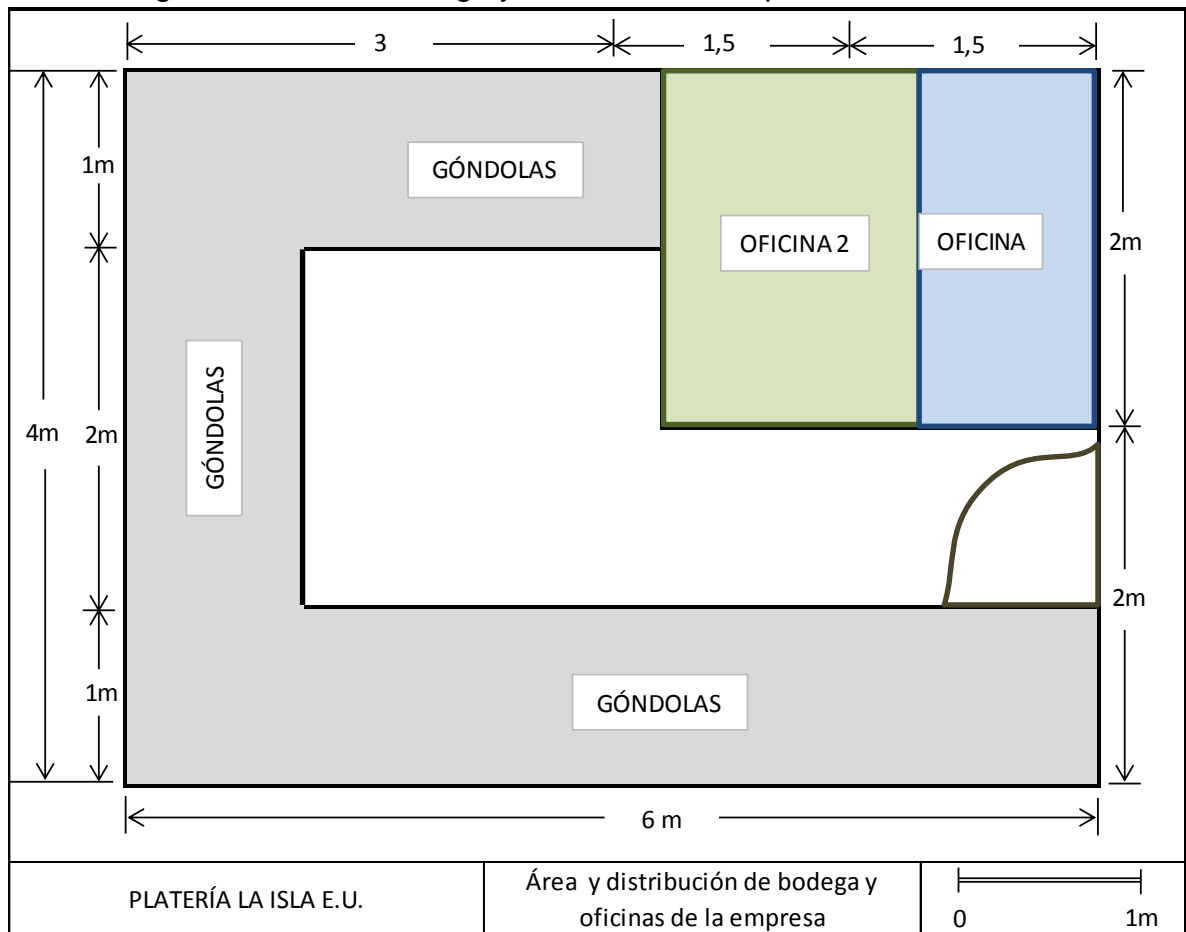 3
1,5
1,5
1m
GÓNDOLAS
OFICINA 2
OFICINA
2m
4m
2m
GÓNDOLAS
2m
1m
GÓNDOLAS
6 m
PLATERÍA LA ISLA E.U.
Área y distribución de bodega y
oficinas de la empresa
0
1m